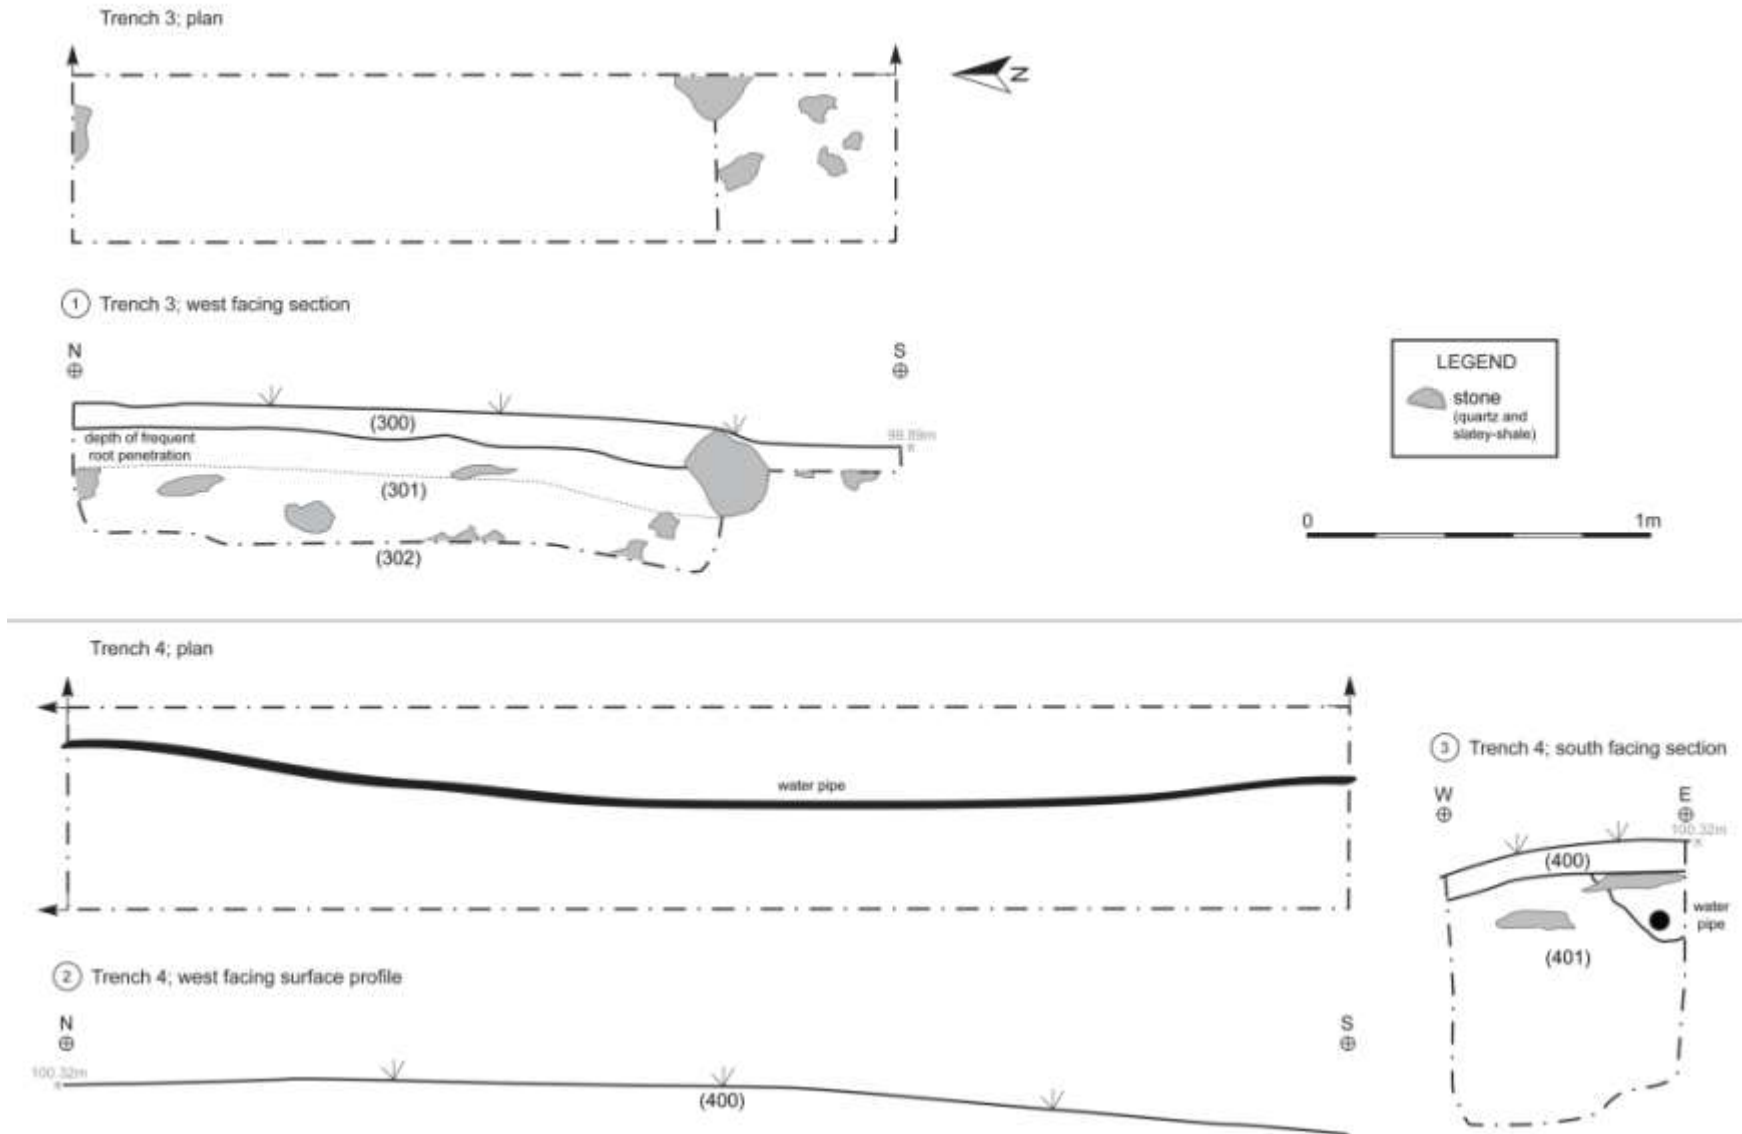 Trench 3; plan
N
1 Trench 3; west facing section
N
S
(300)
depth of frequent
root penetration
(301)
(302)
LEGEND
stone
(quartz and
slatey-shale)
0 1m
Trench 4; plan
water pipe
3 Trench 4; south facing section
W
E
100.32m
(400)
water
pipe
(401)
2 Trench 4; west facing surface profile
N
S
100.32m
(400)